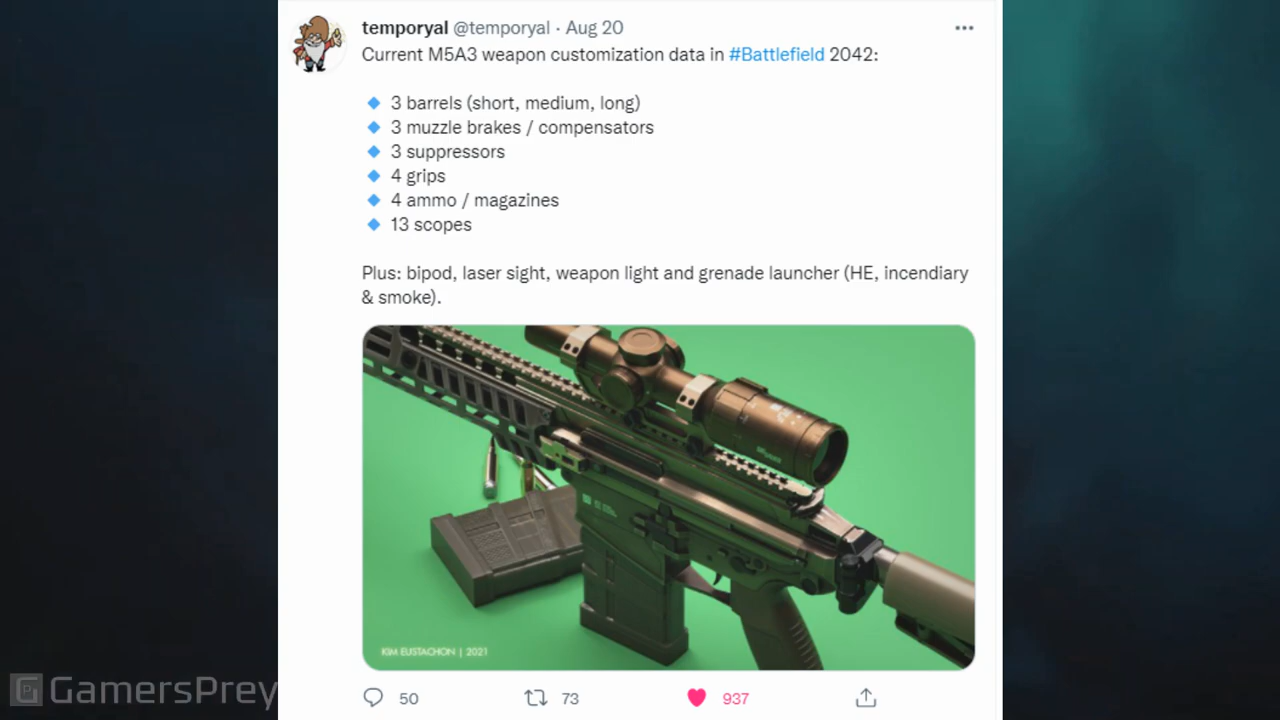 temporyal @temporyal · Aug 20
Current M5A3 weapon customization data in #Battlefield 2042:
3 barrels (short, medium, long)
3 muzzle brakes / compensators
3 suppressors
4 grips
4 ammo / magazines
13 scopes
Plus: bipod, laser sight, weapon light and grenade launcher (HE, incendiary
& smoke).
KIM EUSTACHON | 2021
50 73 937
GamersPrey